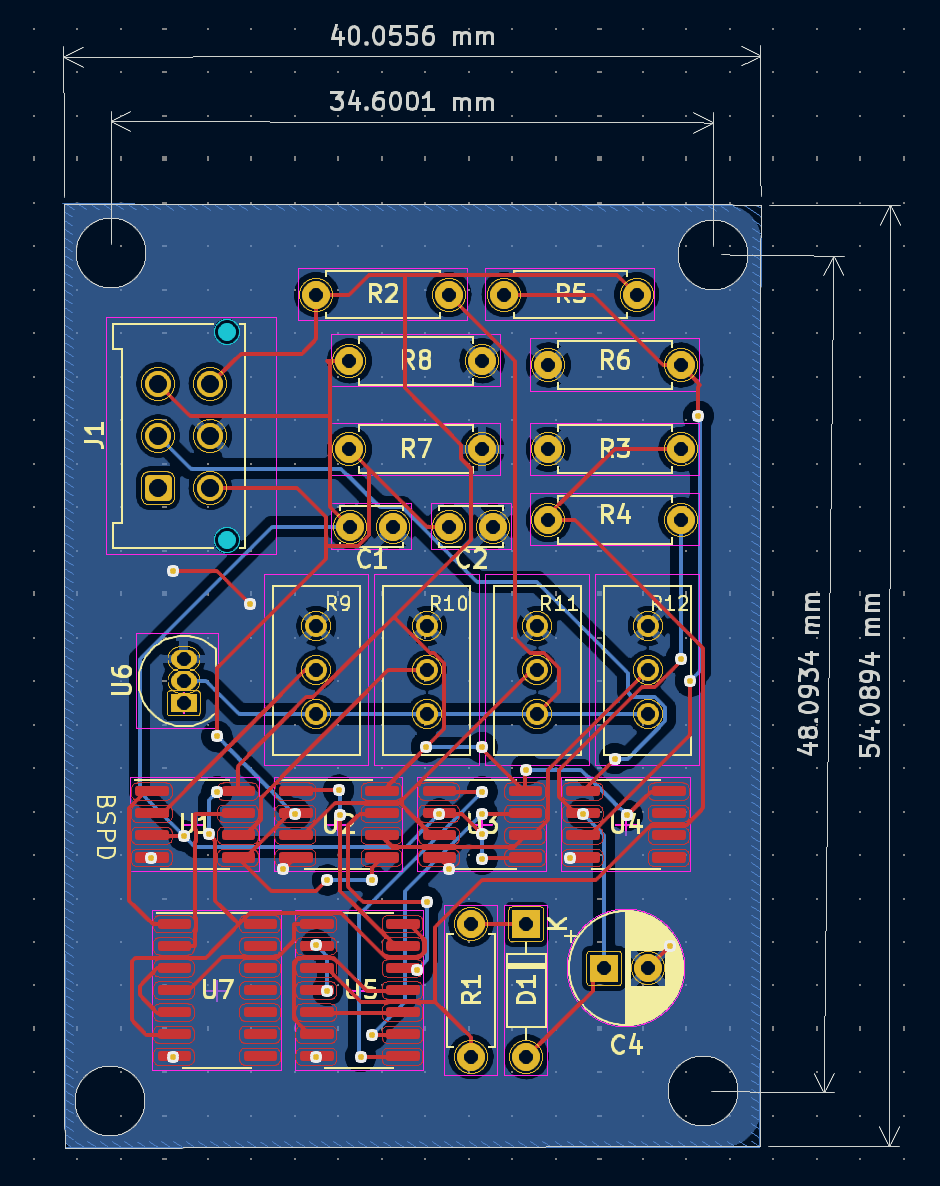 40.0556 mm
34.6001 mm
R2
R5
R8
R6
J1
R7
R3
R4
C1
C2
R9
R10
R11
R12
U6
48.0934 mm
54.0894 mm
BSPD
U1
U2
U3
U4
K
+
U7
U5
R1
D1
C4